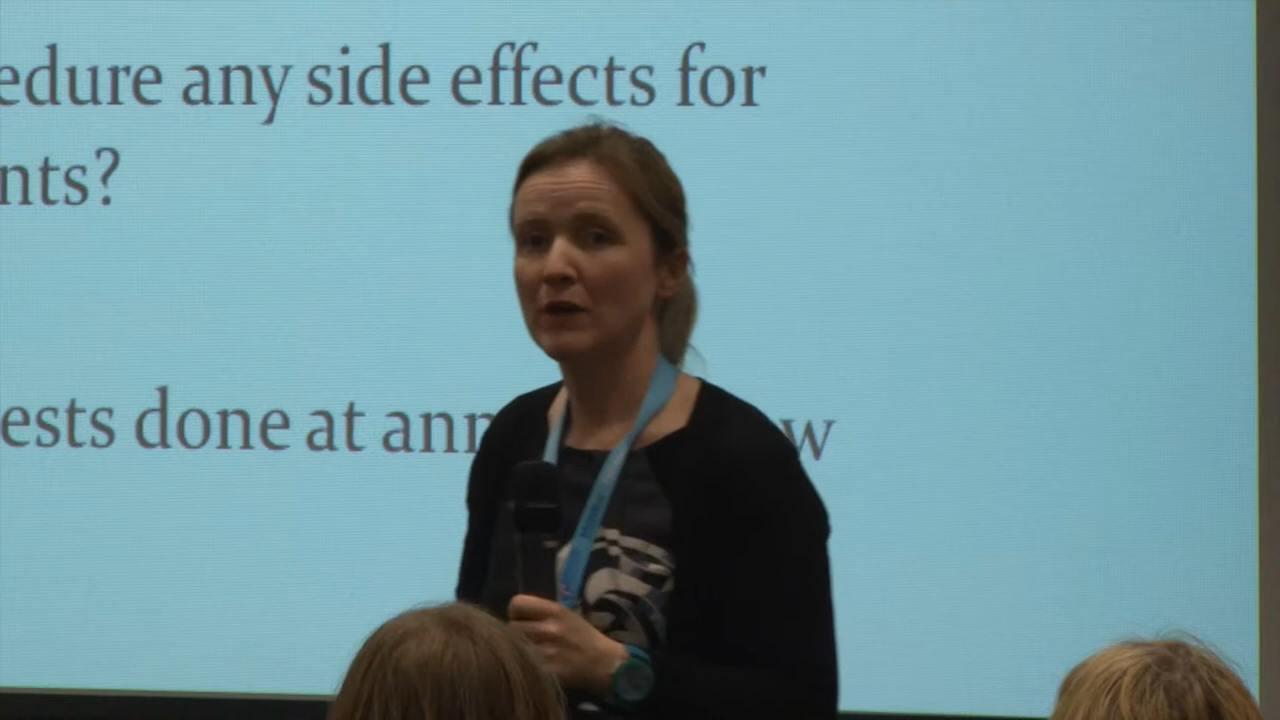 edure any side effects for
nts?
ests done at ann w